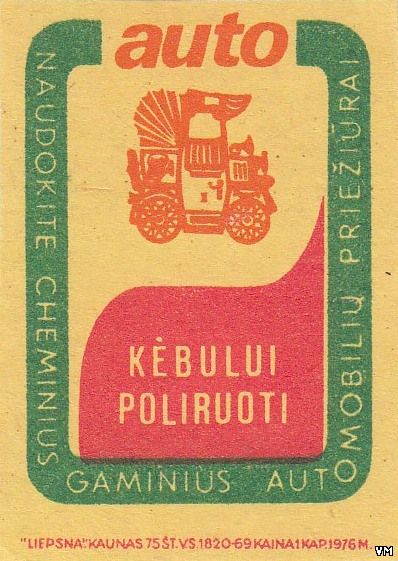 auto
NAUDOKITE CHEMINIUS GAMINIUS AUTOMOBILIŲ PRIEŽIŪRAI
KĖBULUI
POLIRUOTI
"LIEPSNA" KAUNAS 75 ŠT. VS. 1820-69 KAINA 1 KAP. 1976 M.
VM